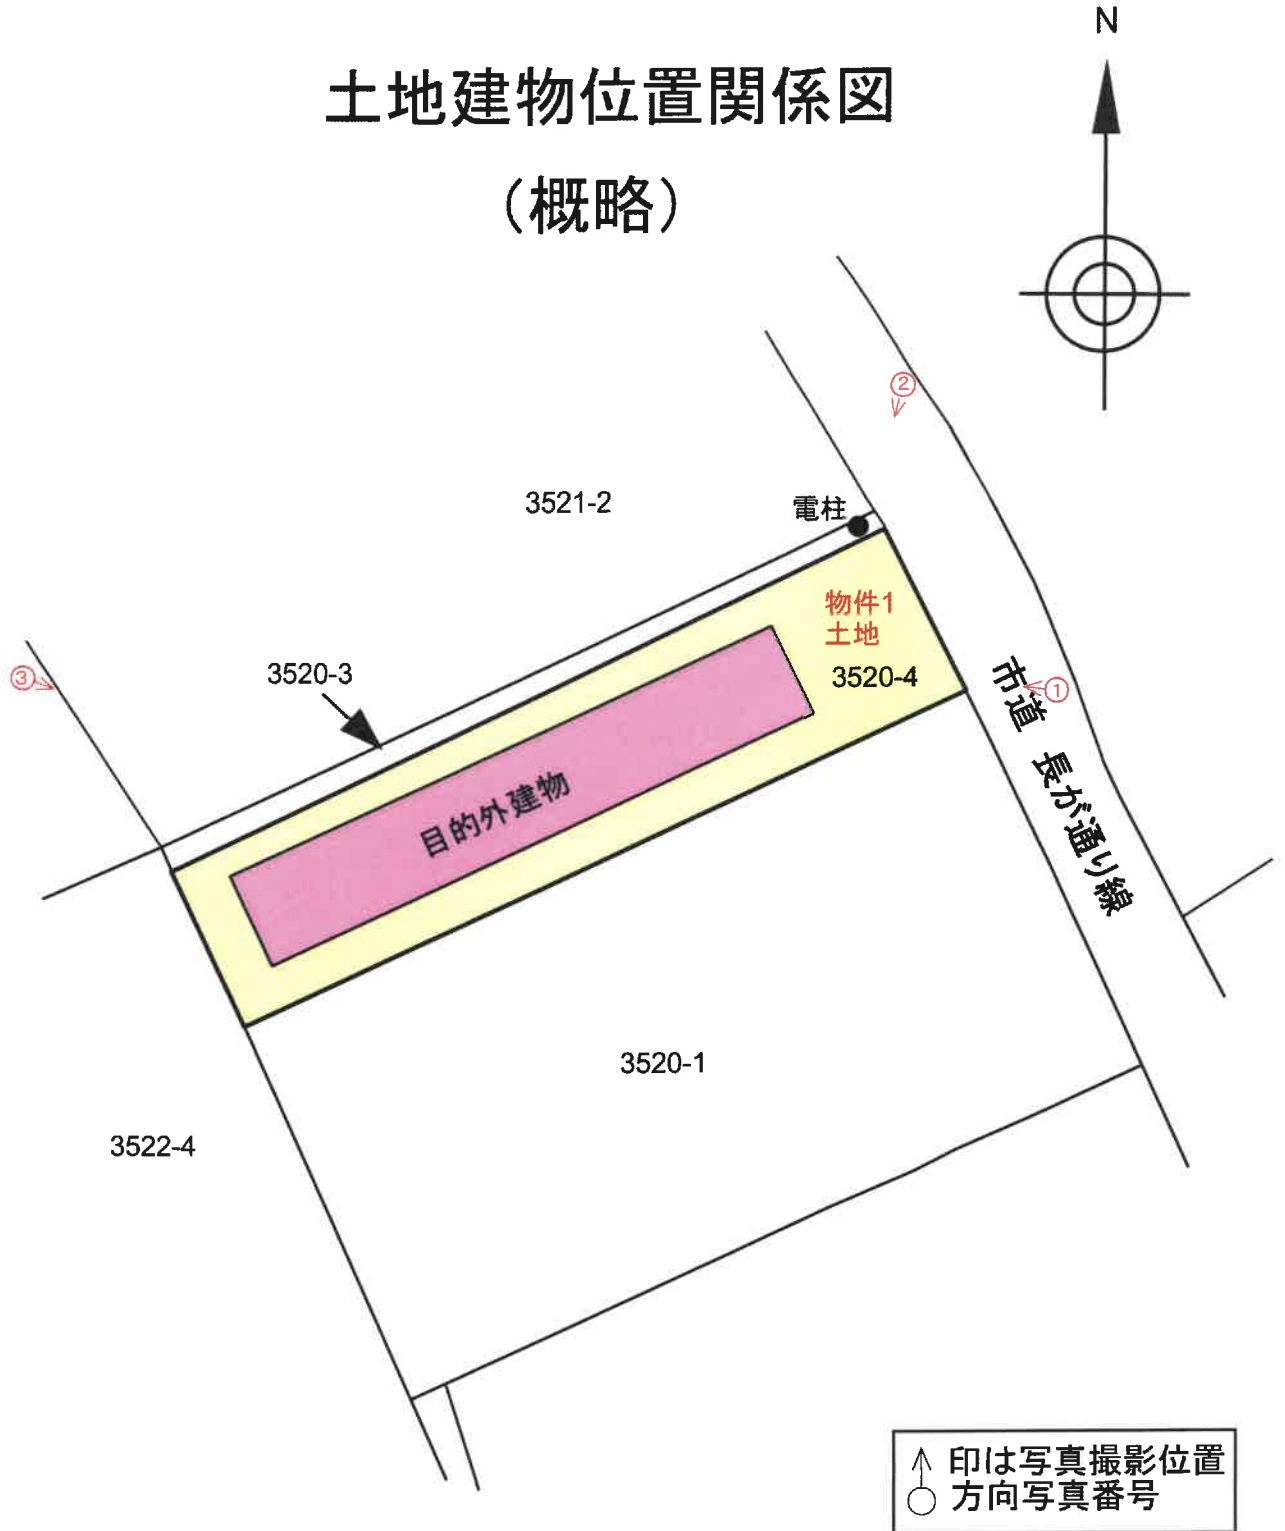 N
土地建物位置関係図
（概略）
②
3521-2
電柱
物件1
土地
3520-4
3520-3
③
①
市道 長が通り線
目的外建物
3520-1
3522-4
印は写真撮影位置
方向写真番号